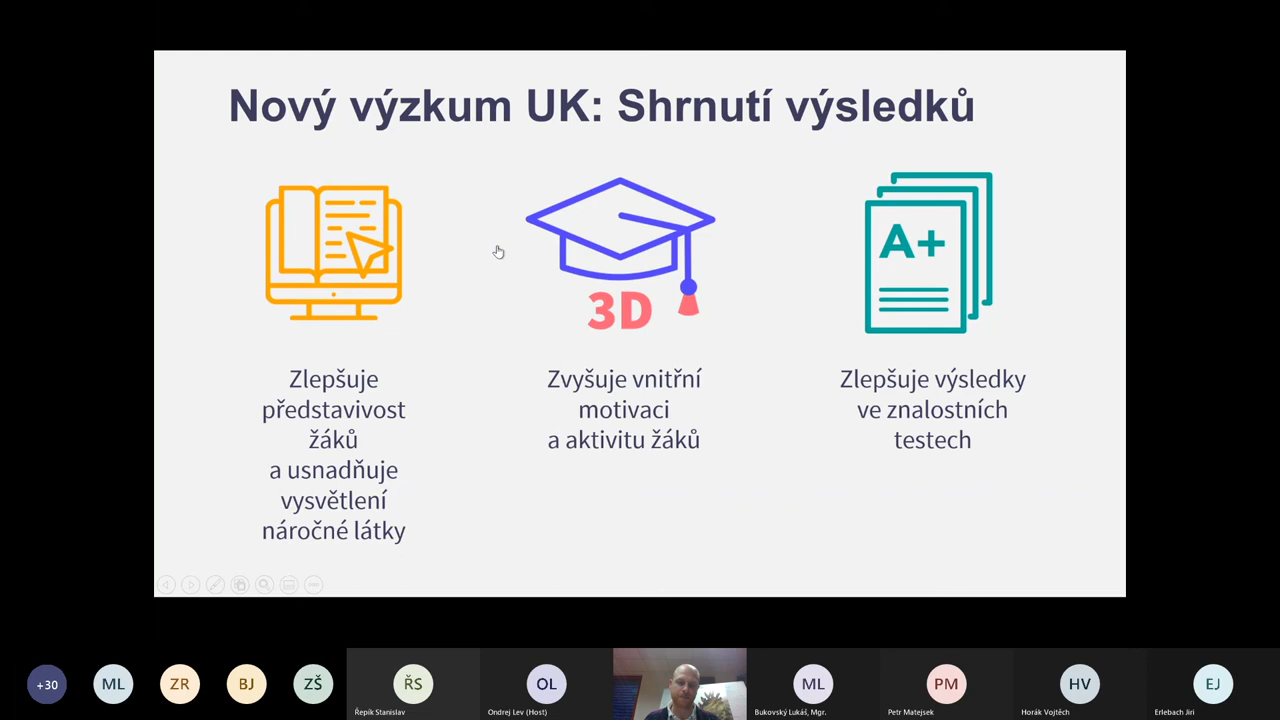 Nový výzkum UK: Shrnutí výsledků
3D
A+
Zlepšuje
představivost
žáků
a usnadňuje
vysvětlení
náročné látky
Zvyšuje vnitřní
motivaci
a aktivitu žáků
Zlepšuje výsledky
ve znalostních
testech
+30
ML
ZR
BJ
ZŠ
ŘS
Řepík Stanislav
OL
Ondrej Lev (Host)
ML
Bukovský Lukáš, Mgr.
PM
Petr Matejsek
HV
Horák Vojtěch
EJ
Erlebach Jiri